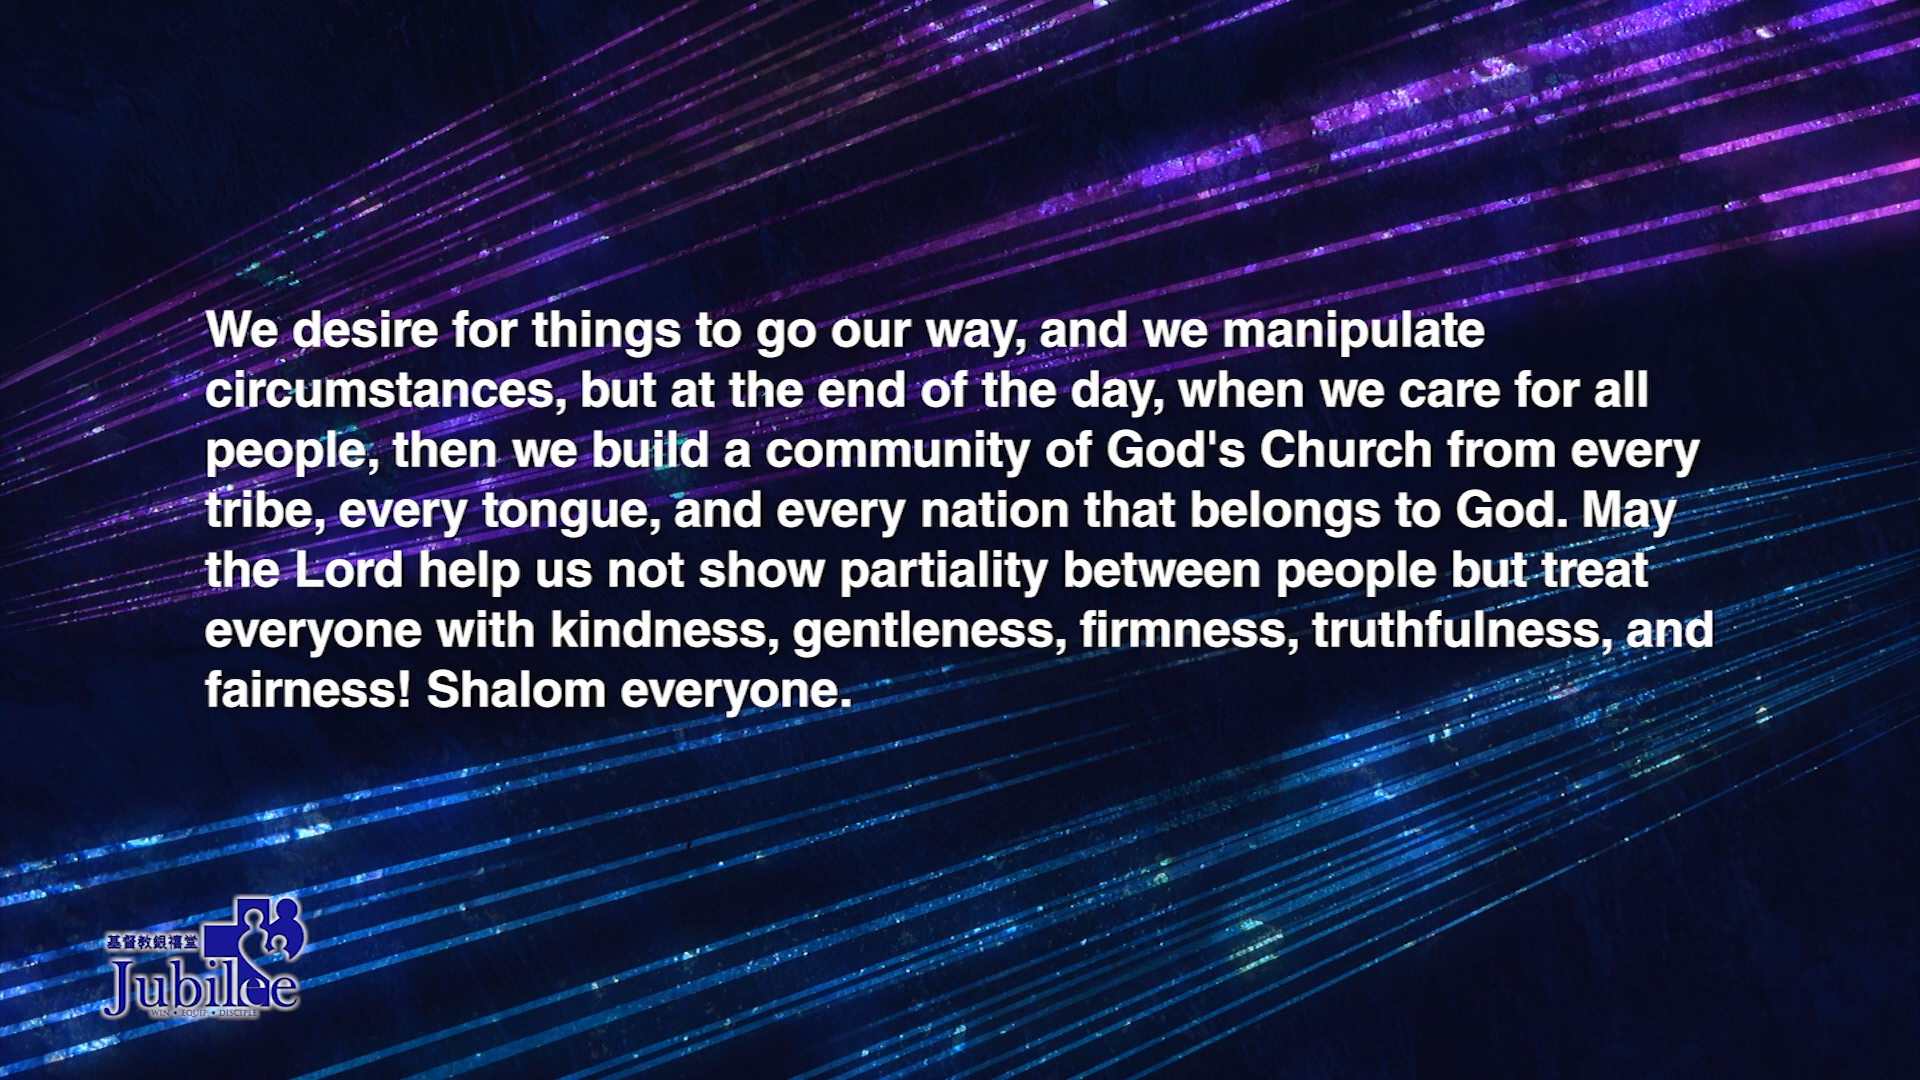 We desire for things to go our way, and we manipulate
circumstances, but at the end of the day, when we care for all
people, then we build a community of God's Church from every
tribe, every tongue, and every nation that belongs to God. May
the Lord help us not show partiality between people but treat
everyone with kindness, gentleness, firmness, truthfulness, and
fairness! Shalom everyone.
基督教銀禧堂
Jubilee
WIN • EQUIP • DISCIPLE